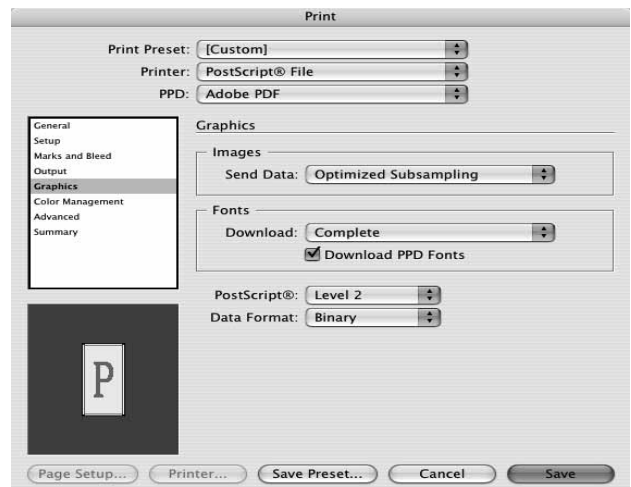 Print
Print Preset: [Custom]
Printer: PostScript® File
PPD: Adobe PDF
General
Setup
Marks and Bleed
Output
Graphics
Color Management
Advanced
Summary
Graphics
Images
Send Data: Optimized Subsampling
Fonts
Download: Complete
Download PPD Fonts
PostScript®: Level 2
Data Format: Binary
P
Page Setup... Printer... Save Preset... Cancel Save